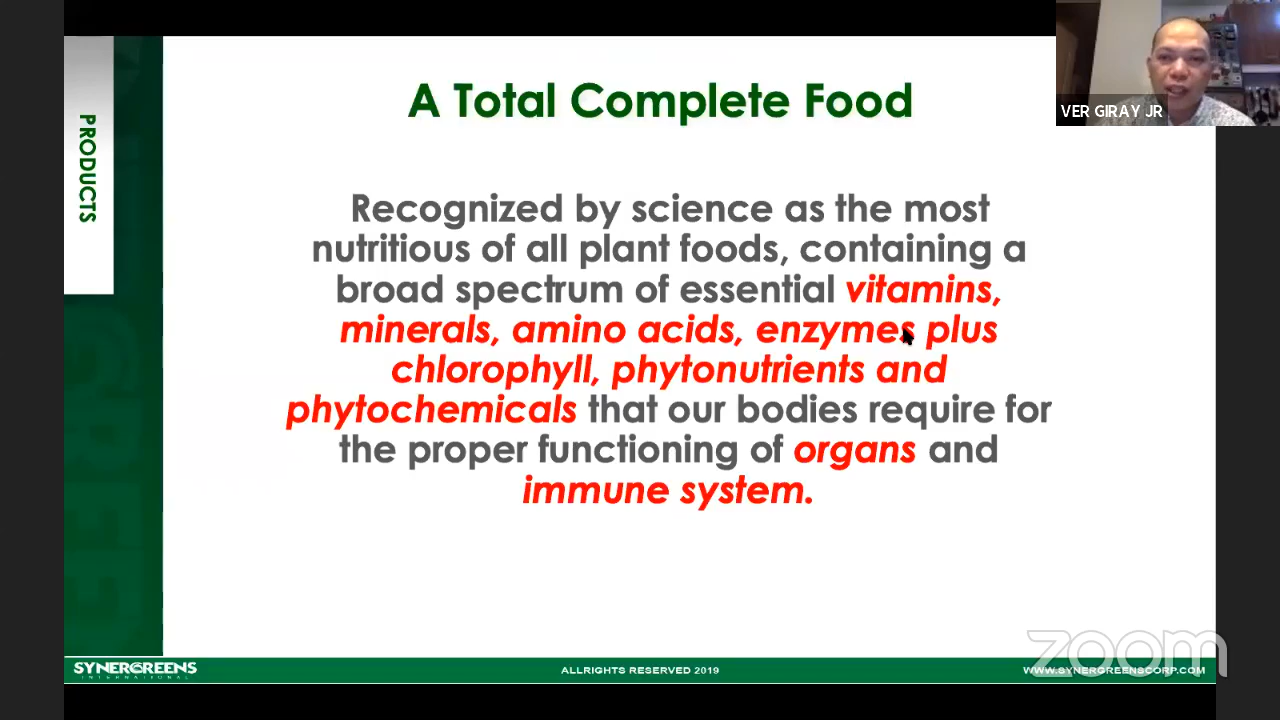 PRODUCTS
A Total Complete Food
VER GIRAY JR
Recognized by science as the most
nutritious of all plant foods, containing a
broad spectrum of essential vitamins,
minerals, amino acids, enzymes plus
chlorophyll, phytonutrients and
phytochemicals that our bodies require for
the proper functioning of organs and
immune system.
zoom
SYNERGREENS
INTERNATIONAL
ALLRIGHTS RESERVED 2019
WWW.SYNERGREENSCORP.COM